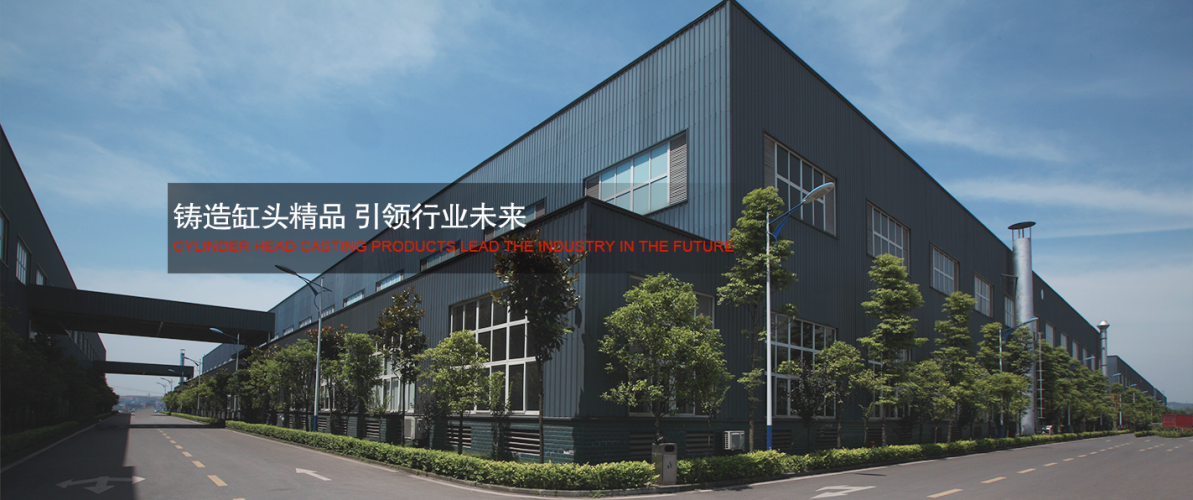 铸造缸头精品 引领行业未来
CYLINDER HEAD CASTING PRODUCTS LEAD THE INDUSTRY IN THE FUTURE